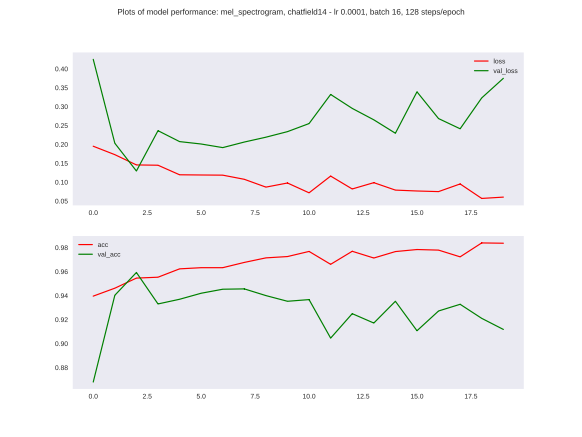 Plots of model performance: mel_spectrogram, chatfield14 - lr 0.0001, batch 16, 128 steps/epoch
loss
val_loss
0.40
0.35
0.30
0.25
0.20
0.15
0.10
0.05
0.0 2.5 5.0 7.5 10.0 12.5 15.0 17.5
acc
val_acc
0.98
0.96
0.94
0.92
0.90
0.88
0.0 2.5 5.0 7.5 10.0 12.5 15.0 17.5